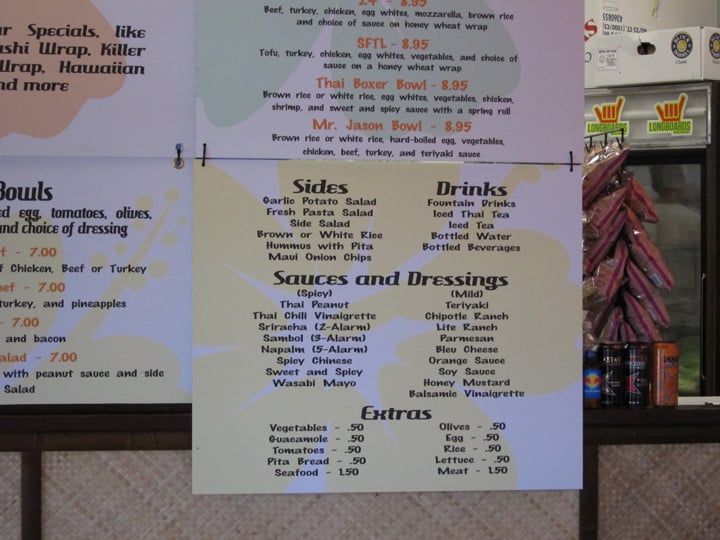 ar Specials, like
ushi Wrap, Killer
Wrap, Hawaiian
nd more
Bowls
ed egg, tomatoes, olives,
and choice of dressing
f - 7.00
f Chicken, Beef or Turkey
hef - 7.00
turkey, and pineapples
- 7.00
and bacon
alad - 7.00
with peanut sauce and side
Salad
24 - 8.95
Beef, turkey, chicken, egg whites, mozzarella, brown rice
and choice of sauce on honey wheat wrap
SFTL - 8.95
Tofu, turkey, chicken, egg whites, vegetables, and choice of
sauce on a honey wheat wrap
Thai Boxer Bowl - 8.95
Brown rice or white rice, egg whites, vegetables, chicken,
shrimp, and sweet and spicy sauce with a spring roll
Mr. Jason Bowl - 8.95
Brown rice or white rice, hard-boiled egg, vegetables,
chicken, beef, turkey, and teriyaki sauce
Sides
Garlic Potato Salad
Fresh Pasta Salad
Side Salad
Brown or White Rice
Hummus with Pita
Maui Onion Chips
Drinks
Fountain Drinks
Iced Thai Tea
Iced Tea
Bottled Water
Bottled Beverages
Sauces and Dressings
(Spicy)
Thai Peanut
Thai Chili Vinaigrette
Sriracha (2-Alarm)
Sambol (3-Alarm)
Napalm (5-Alarm)
Spicy Chinese
Sweet and Spicy
Wasabi Mayo
(Mild)
Teriyaki
Chipotle Ranch
Lite Ranch
Parmesan
Bleu Cheese
Orange Sauce
Soy Sauce
Honey Mustard
Balsamic Vinaigrette
Extras
Vegetables - .50
Guacamole - .50
Tomatoes - .50
Pita Bread - .50
Seafood - 1.50
Olives - .50
Egg - .50
Rice - .50
Lettuce - .50
Meat - 1.50
LONGBOARDS
LONGBOARDS